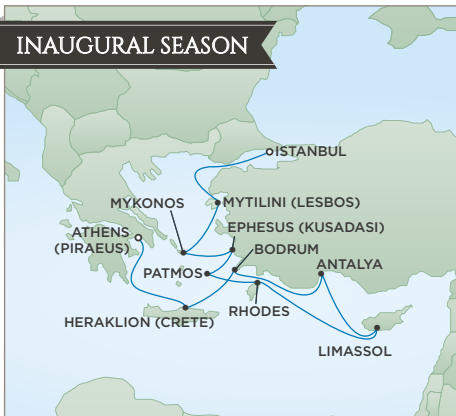 INAUGURAL SEASON
ISTANBUL
MYKONOS
MYTILINI (LESBOS)
ATHENS
(PIRAEUS)
EPHESUS (KUSADASI)
BODRUM
PATMOS
ANTALYA
RHODES
HERAKLION (CRETE)
LIMASSOL